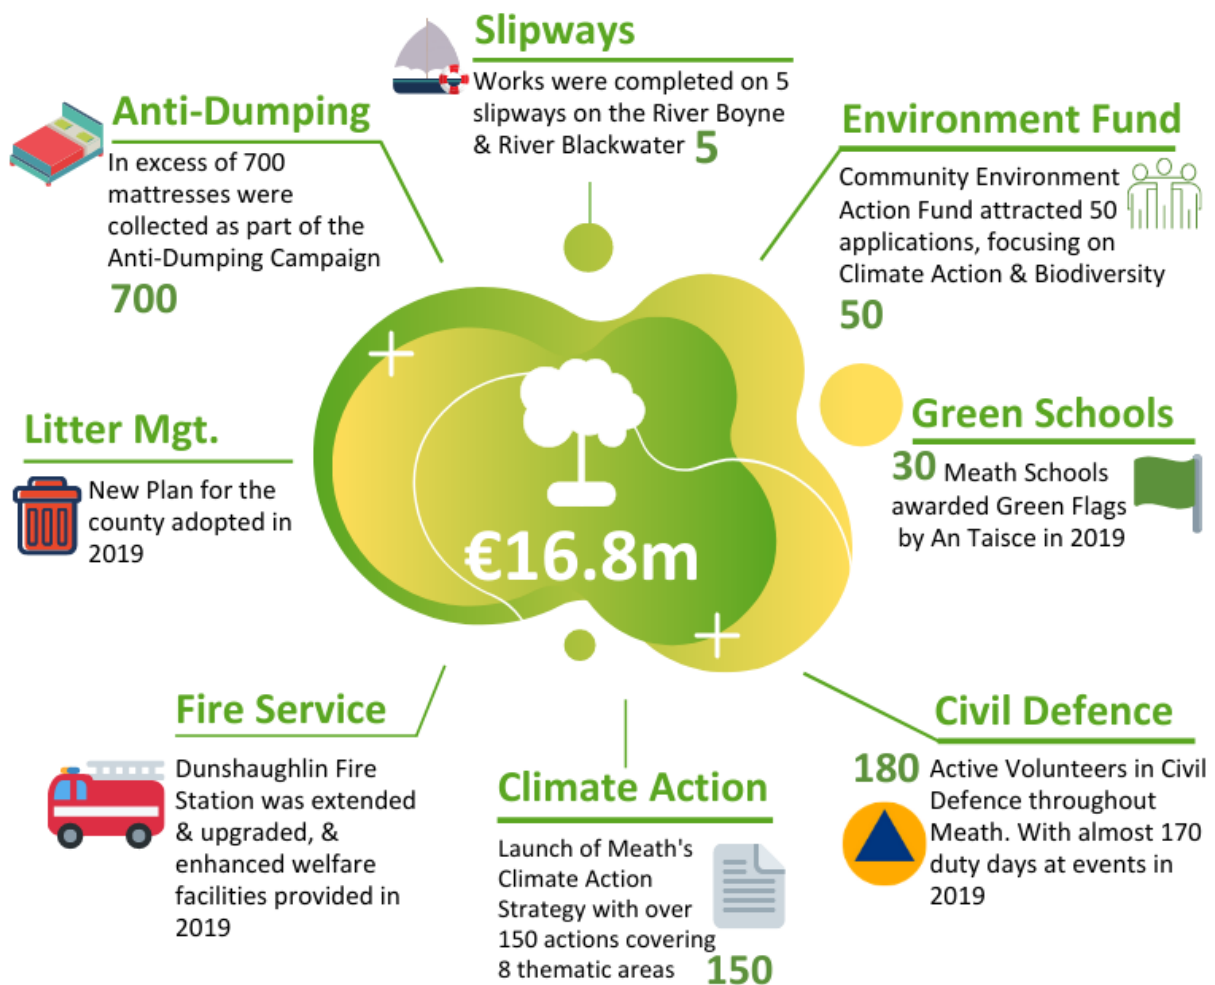 Slipways
Works were completed on 5
slipways on the River Boyne
& River Blackwater 5
Anti-Dumping
In excess of 700
mattresses were
collected as part of the
Anti-Dumping Campaign
700
Environment Fund
Community Environment
Action Fund attracted 50
applications, focusing on
Climate Action & Biodiversity
50
Litter Mgt.
New Plan for the
county adopted in
2019
€16.8m
Green Schools
30 Meath Schools
awarded Green Flags
by An Taisce in 2019
Fire Service
Dunshaughlin Fire
Station was extended
& upgraded, &
enhanced welfare
facilities provided in
2019
Climate Action
Launch of Meath's
Climate Action
Strategy with over
150 actions covering
8 thematic areas 150
Civil Defence
180 Active Volunteers in Civil
Defence throughout
Meath. With almost 170
duty days at events in
2019